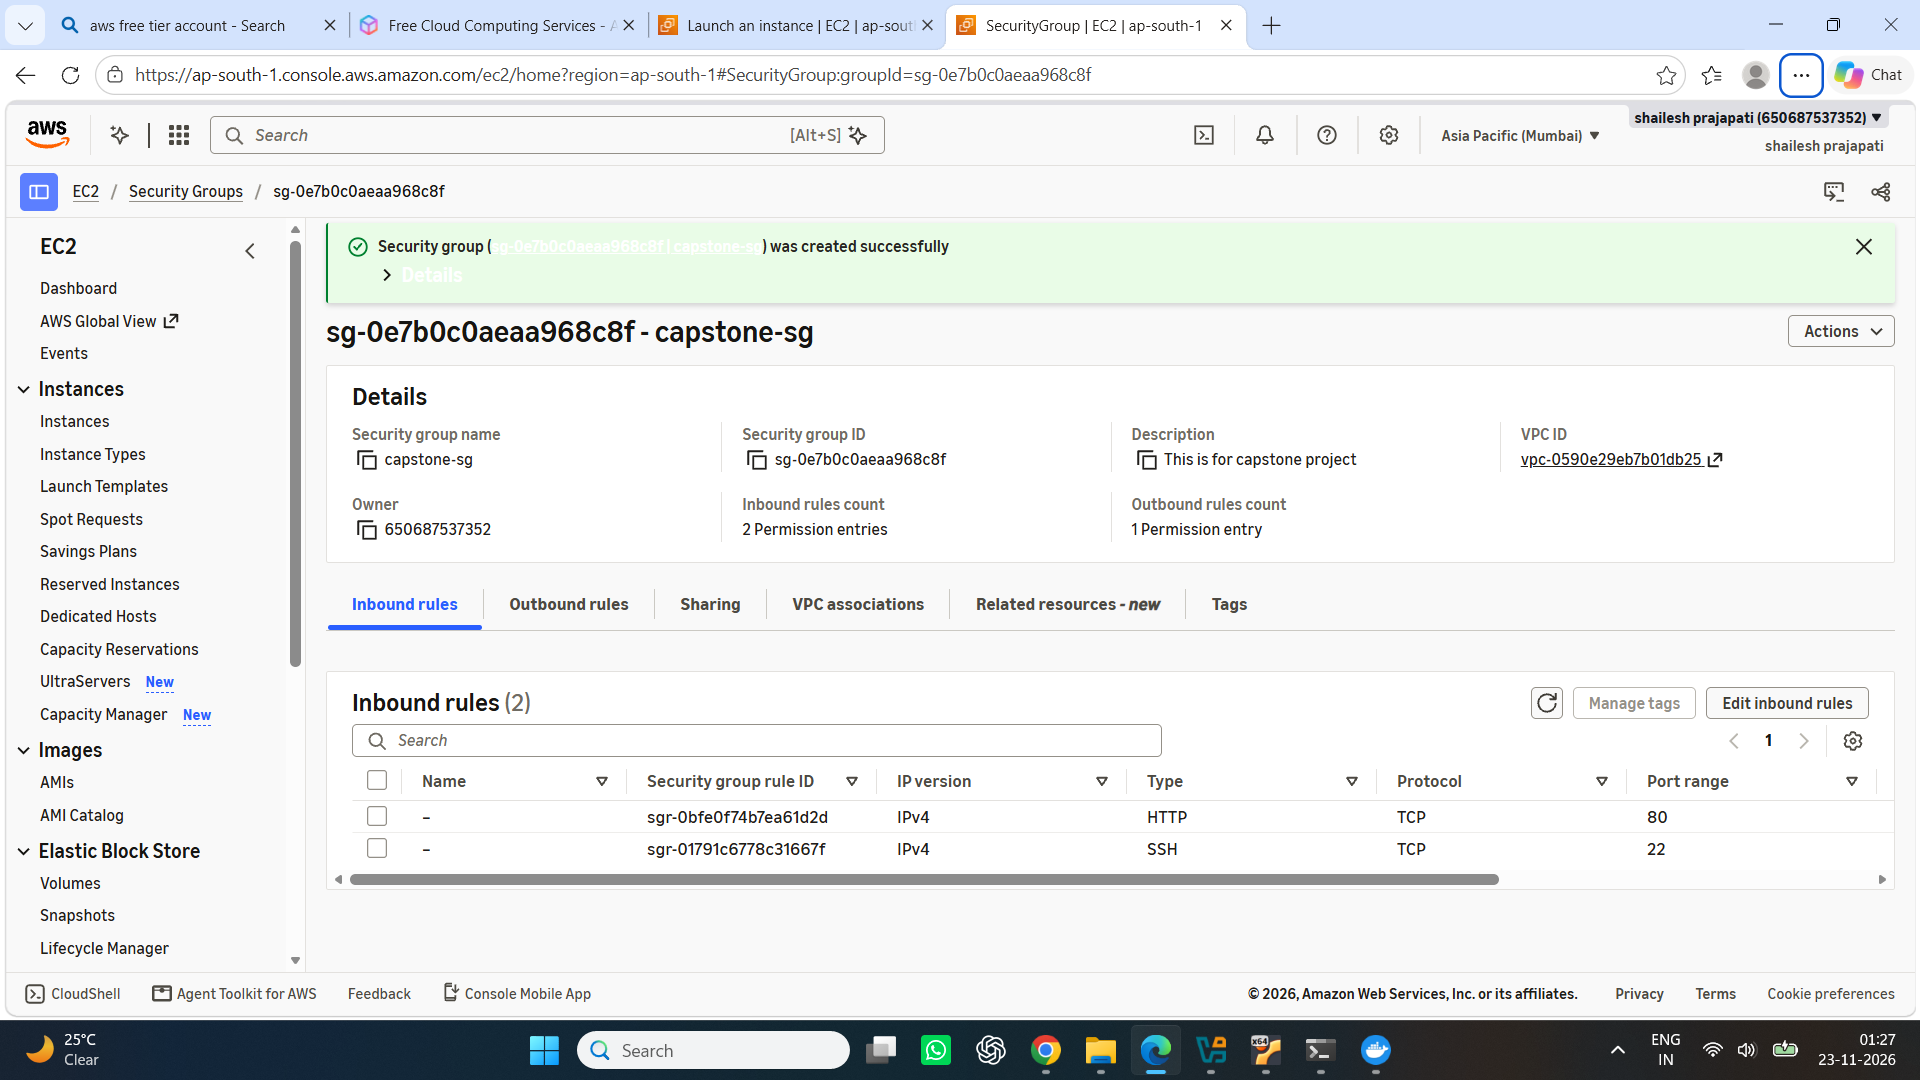 aws free tier account - Search
Free Cloud Computing Services - A
Launch an instance | EC2 | ap-sout
SecurityGroup | EC2 | ap-south-1
https://ap-south-1.console.aws.amazon.com/ec2/home?region=ap-south-1#SecurityGroup:groupId=sg-0e7b0c0aeaa968c8f
Chat
aws
Search
[Alt+S]
Asia Pacific (Mumbai)
shailesh prajapati (650687537352)
shailesh prajapati
EC2 / Security Groups / sg-0e7b0c0aeaa968c8f
EC2
Dashboard
AWS Global View
Events
Instances
Instances
Instance Types
Launch Templates
Spot Requests
Savings Plans
Reserved Instances
Dedicated Hosts
Capacity Reservations
UltraServers New
Capacity Manager New
Images
AMIs
AMI Catalog
Elastic Block Store
Volumes
Snapshots
Lifecycle Manager
Security group (sg-0e7b0c0aeaa968c8f | capstone-sg) was created successfully
Details
sg-0e7b0c0aeaa968c8f - capstone-sg
Actions
Details
Security group name
capstone-sg
Security group ID
sg-0e7b0c0aeaa968c8f
Description
This is for capstone project
VPC ID
vpc-0590e29eb7b01db25
Owner
650687537352
Inbound rules count
2 Permission entries
Outbound rules count
1 Permission entry
Inbound rules
Outbound rules
Sharing
VPC associations
Related resources - new
Tags
Inbound rules (2)
Manage tags
Edit inbound rules
Search
1
Name Security group rule ID IP version Type Protocol Port range
– sgr-0bfe0f74b7ea61d2d IPv4 HTTP TCP 80
– sgr-01791c6778c31667f IPv4 SSH TCP 22
CloudShell
Agent Toolkit for AWS
Feedback
Console Mobile App
© 2026, Amazon Web Services, Inc. or its affiliates.
Privacy
Terms
Cookie preferences
25°C
Clear
Search
x64
ENG
IN
01:27
23-11-2026